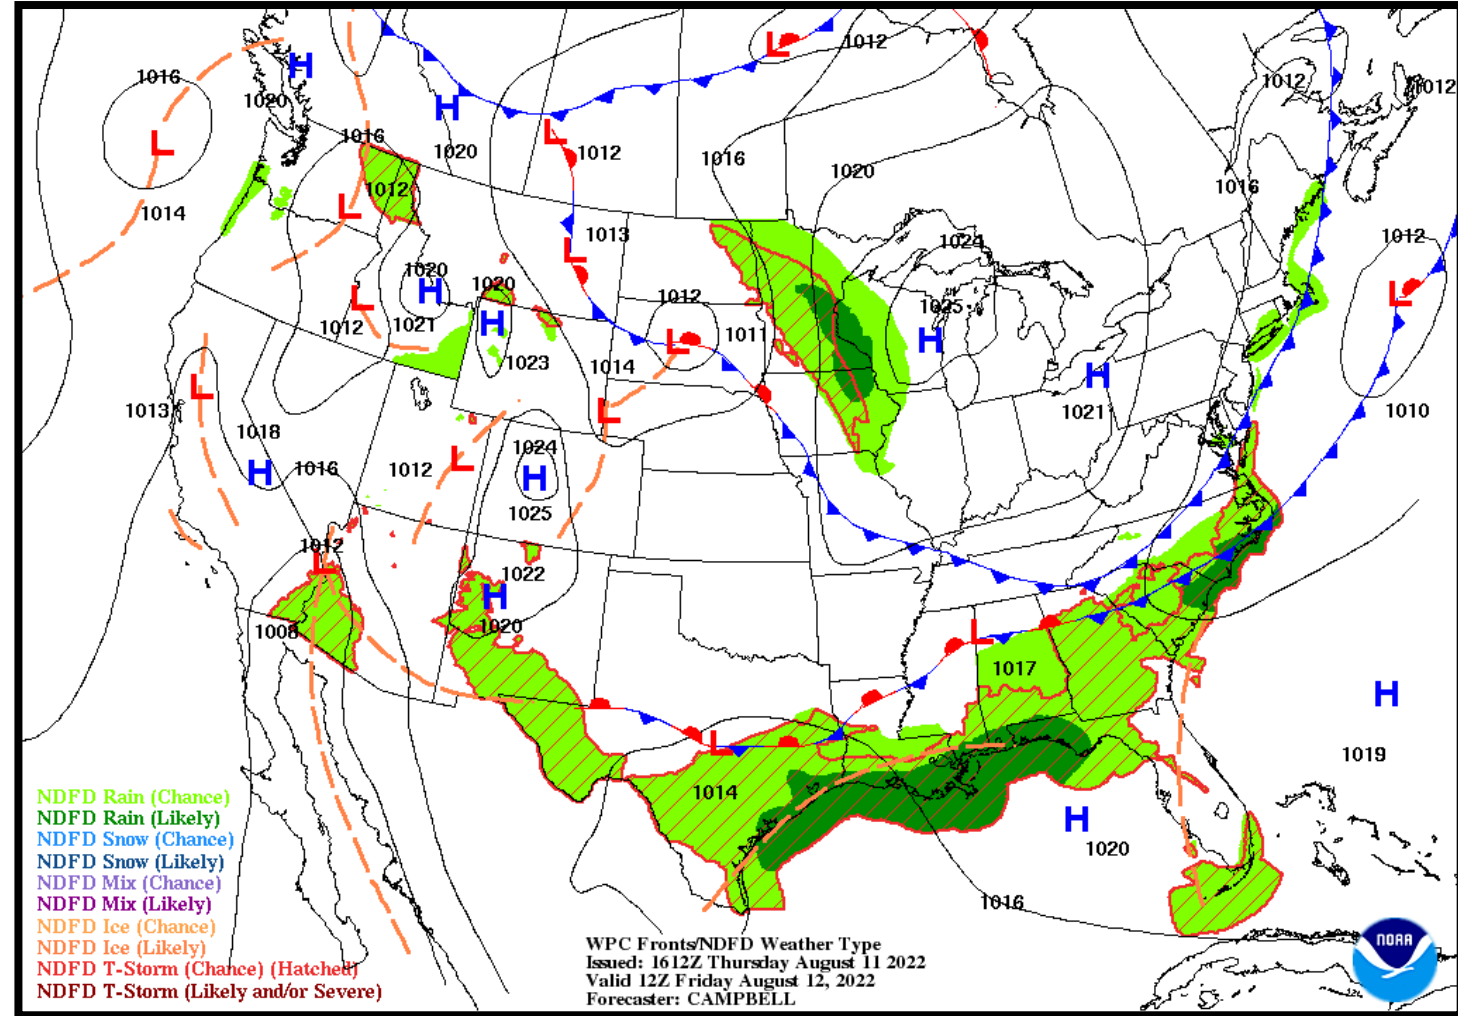 1012
1016
H
L
1020
H
1012
1012
1016
L
1012
1020
L
1016
1020
1012
1016
L
1014
1013
1024
1012
L
1020
1020
H
L
1012
L
1025
1021
H
1012
1011
H
L
1023
1014
H
1021
L
1013
L
1010
1018
1024
1016
1012
L
H
H
1025
1012
L
1022
H
1008
1020
L
1017
H
L
1019
1014
H
1020
1016
NDFD Rain (Chance)
NDFD Rain (Likely)
NDFD Snow (Chance)
NDFD Snow (Likely)
NDFD Mix (Chance)
NDFD Mix (Likely)
NDFD Ice (Chance)
NDFD Ice (Likely)
NDFD T-Storm (Chance) (Hatched)
NDFD T-Storm (Likely and/or Severe)
WPC Fronts/NDFD Weather Type
Issued: 1612Z Thursday August 11 2022
Valid 12Z Friday August 12, 2022
Forecaster: CAMPBELL
NOAA